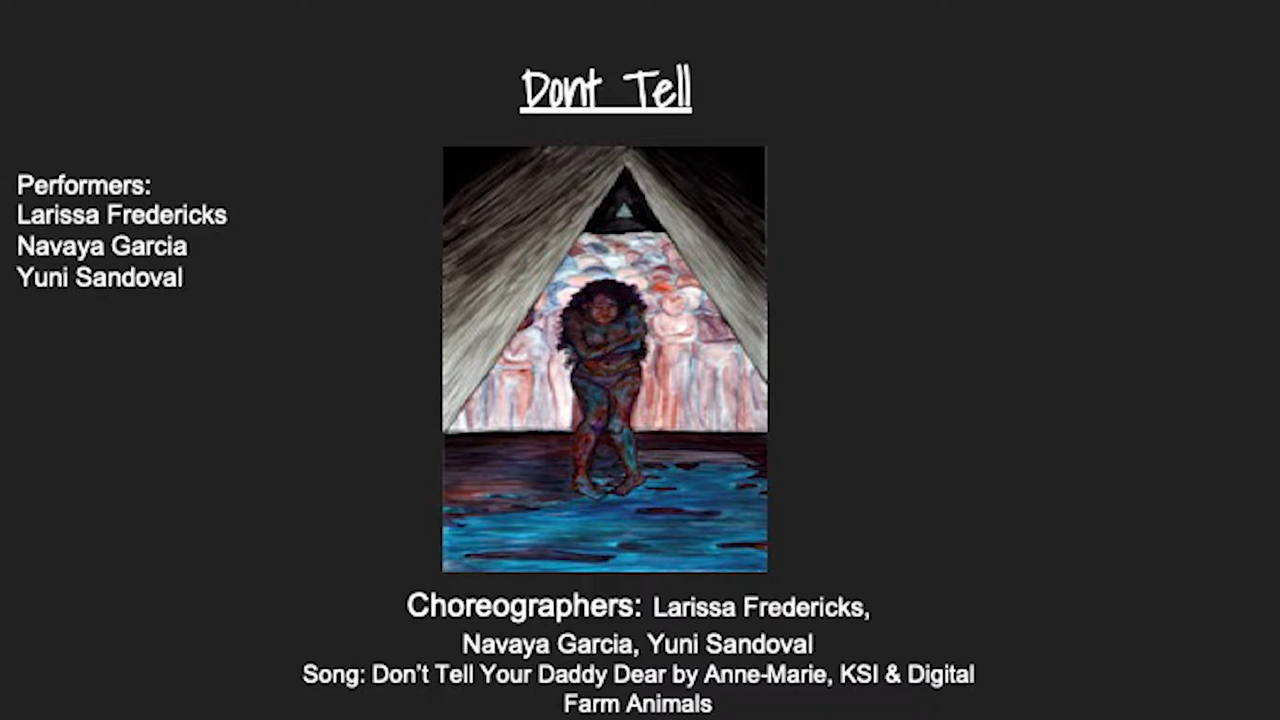 Dont Tell
Performers:
Larissa Fredericks
Navaya Garcia
Yuni Sandoval
Choreographers: Larissa Fredericks,
Navaya Garcia, Yuni Sandoval
Song: Don't Tell Your Daddy Dear by Anne-Marie, KSI & Digital
Farm Animals